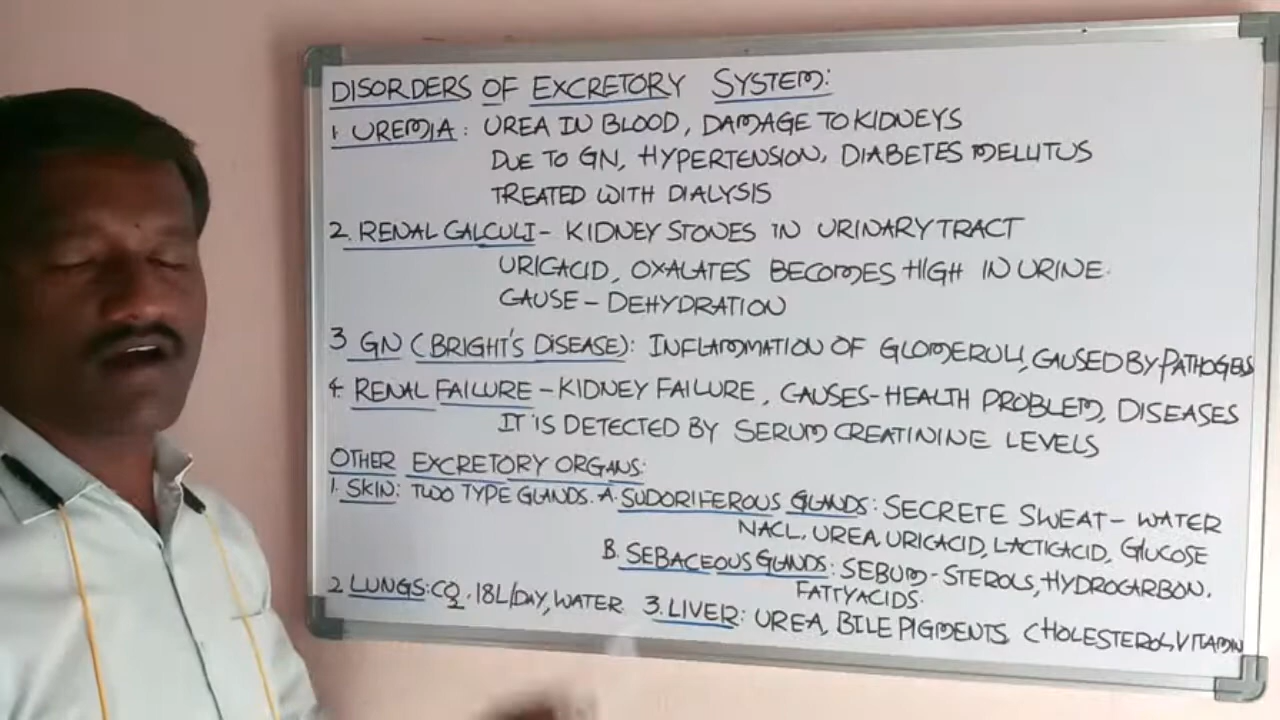 DISORDERS OF EXCRETORY SYSTEM:
1. UREMIA: UREA IN BLOOD, DAMAGE TO KIDNEYS
DUE TO GN, HYPERTENSION, DIABETES MELLITUS
TREATED WITH DIALYSIS
2. RENAL CALCULI - KIDNEY STONES IN URINARY TRACT
URICACID, OXALATES BECOMES HIGH IN URINE.
CAUSE - DEHYDRATION
3 GN (BRIGHT'S DISEASE): INFLAMMATION OF GLOMERULI, CAUSED BY PATHOGENS
4. RENAL FAILURE - KIDNEY FAILURE, CAUSES-HEALTH PROBLEM, DISEASES
IT IS DETECTED BY SERUM CREATININE LEVELS
OTHER EXCRETORY ORGANS:
1. SKIN: TWO TYPE GLANDS. A. SUDORIFEROUS GLANDS: SECRETE SWEAT - WATER
NACL, UREA, URICACID, LACTICACID, GLUCOSE
B. SEBACEOUS GLANDS: SEBUM - STEROLS, HYDROCARBON,
FATTYACIDS.
2. LUNGS: CO2. 18L/DAY, WATER. 3. LIVER: UREA, BILE PIGMENTS, CHOLESTEROL, VITAMIN